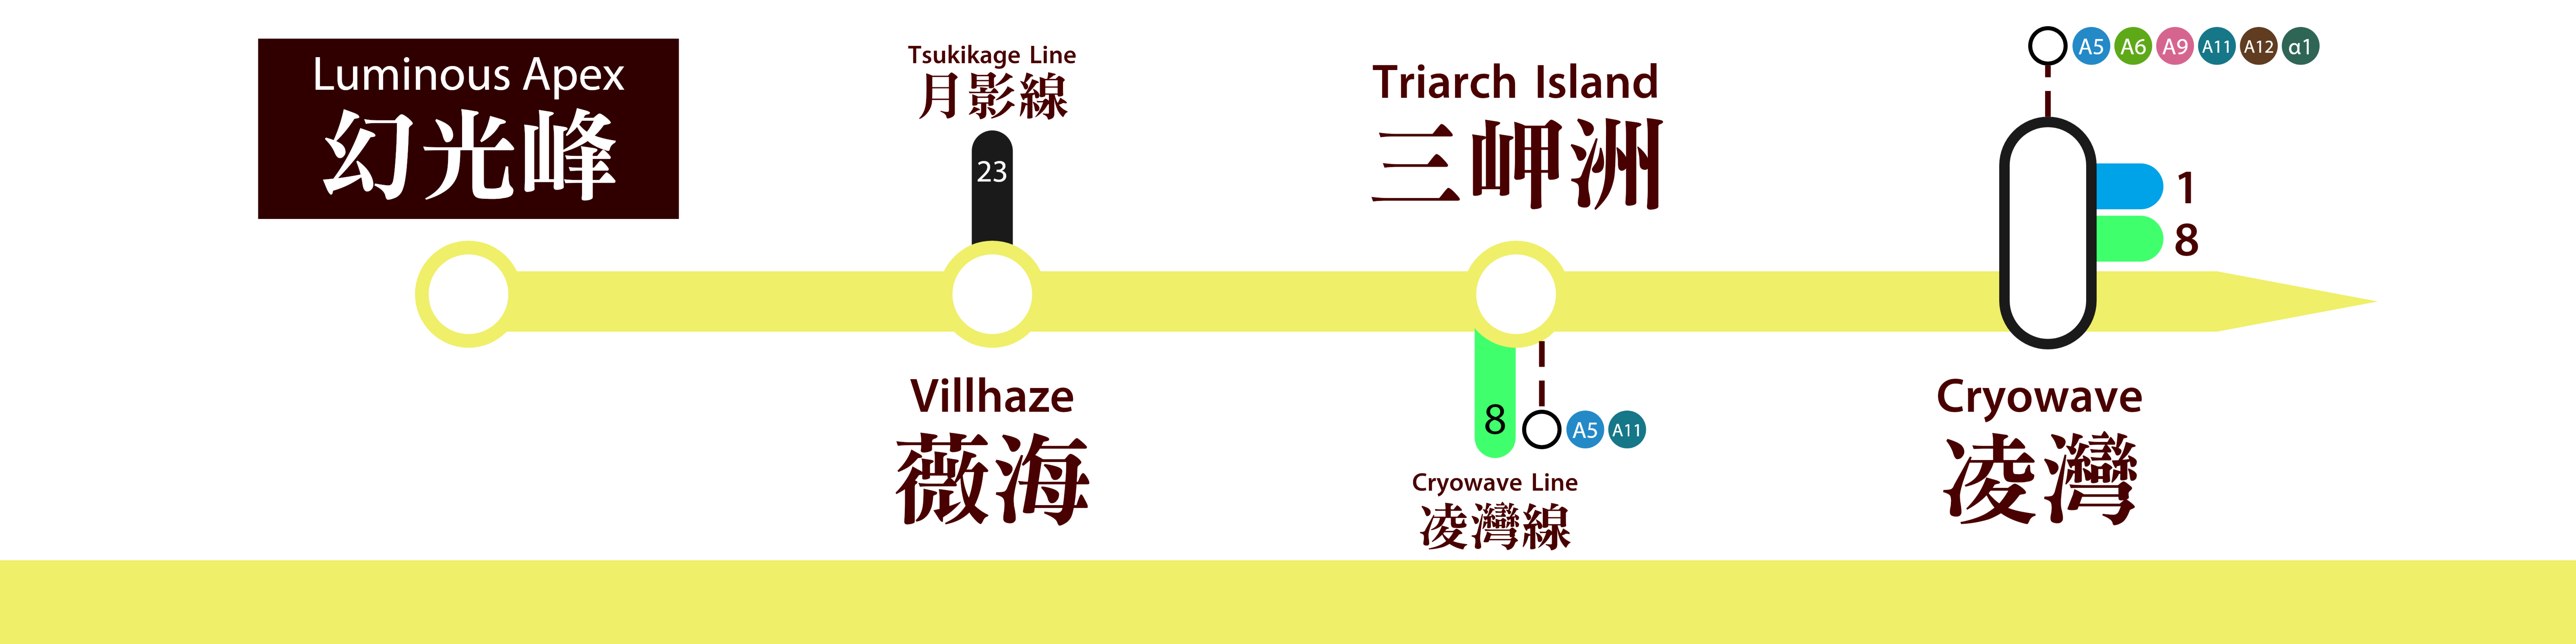 Luminous Apex
幻光峰
Tsukikage Line
月影線
23
Villhaze
薇海
Triarch Island
三岬洲
8
A5 A11
Cryowave Line
凌灣線
A5 A6 A9 A11 A12 α1
1
8
Cryowave
凌灣